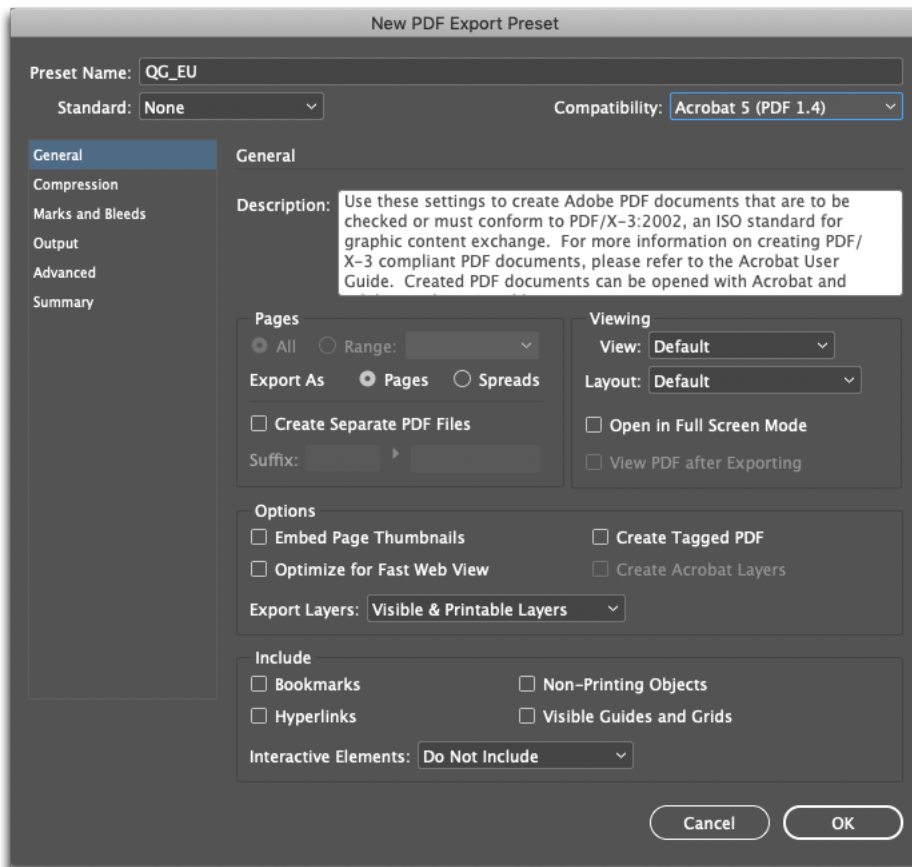 New PDF Export Preset
Preset Name: QG_EU
Standard: None Compatibility: Acrobat 5 (PDF 1.4)
General
Compression
Marks and Bleeds
Output
Advanced
Summary
General
Description: Use these settings to create Adobe PDF documents that are to be
checked or must conform to PDF/X-3:2002, an ISO standard for
graphic content exchange.  For more information on creating PDF/
X-3 compliant PDF documents, please refer to the Acrobat User
Guide.  Created PDF documents can be opened with Acrobat and
Pages
All Range:
Export As Pages Spreads
Create Separate PDF Files
Suffix:
Viewing
View: Default
Layout: Default
Open in Full Screen Mode
View PDF after Exporting
Options
Embed Page Thumbnails Create Tagged PDF
Optimize for Fast Web View Create Acrobat Layers
Export Layers: Visible & Printable Layers
Include
Bookmarks Non-Printing Objects
Hyperlinks Visible Guides and Grids
Interactive Elements: Do Not Include
Cancel OK